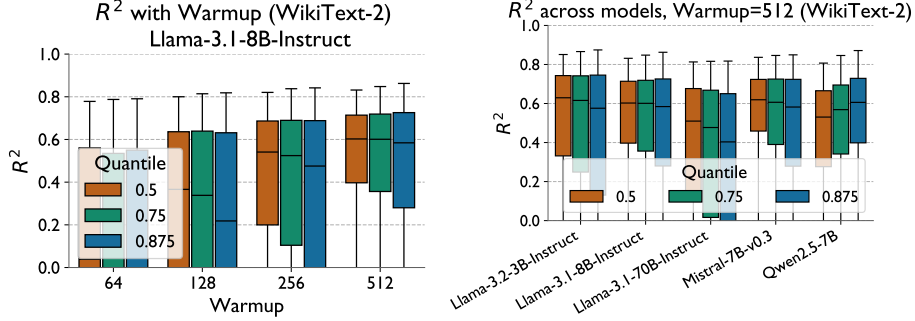 R² with Warmup (WikiText-2)
Llama-3.1-8B-Instruct
R²
1.0
0.8
0.6
0.4
0.2
0.0
Quantile
0.5
0.75
0.875
64
128
256
512
Warmup
R² across models, Warmup=512 (WikiText-2)
R²
1.0
0.8
0.6
0.4
0.2
0.0
Quantile
0.5
0.75
0.875
Llama-3.2-3B-Instruct
Llama-3.1-8B-Instruct
Llama-3.1-70B-Instruct
Mistral-7B-v0.3
Qwen2.5-7B